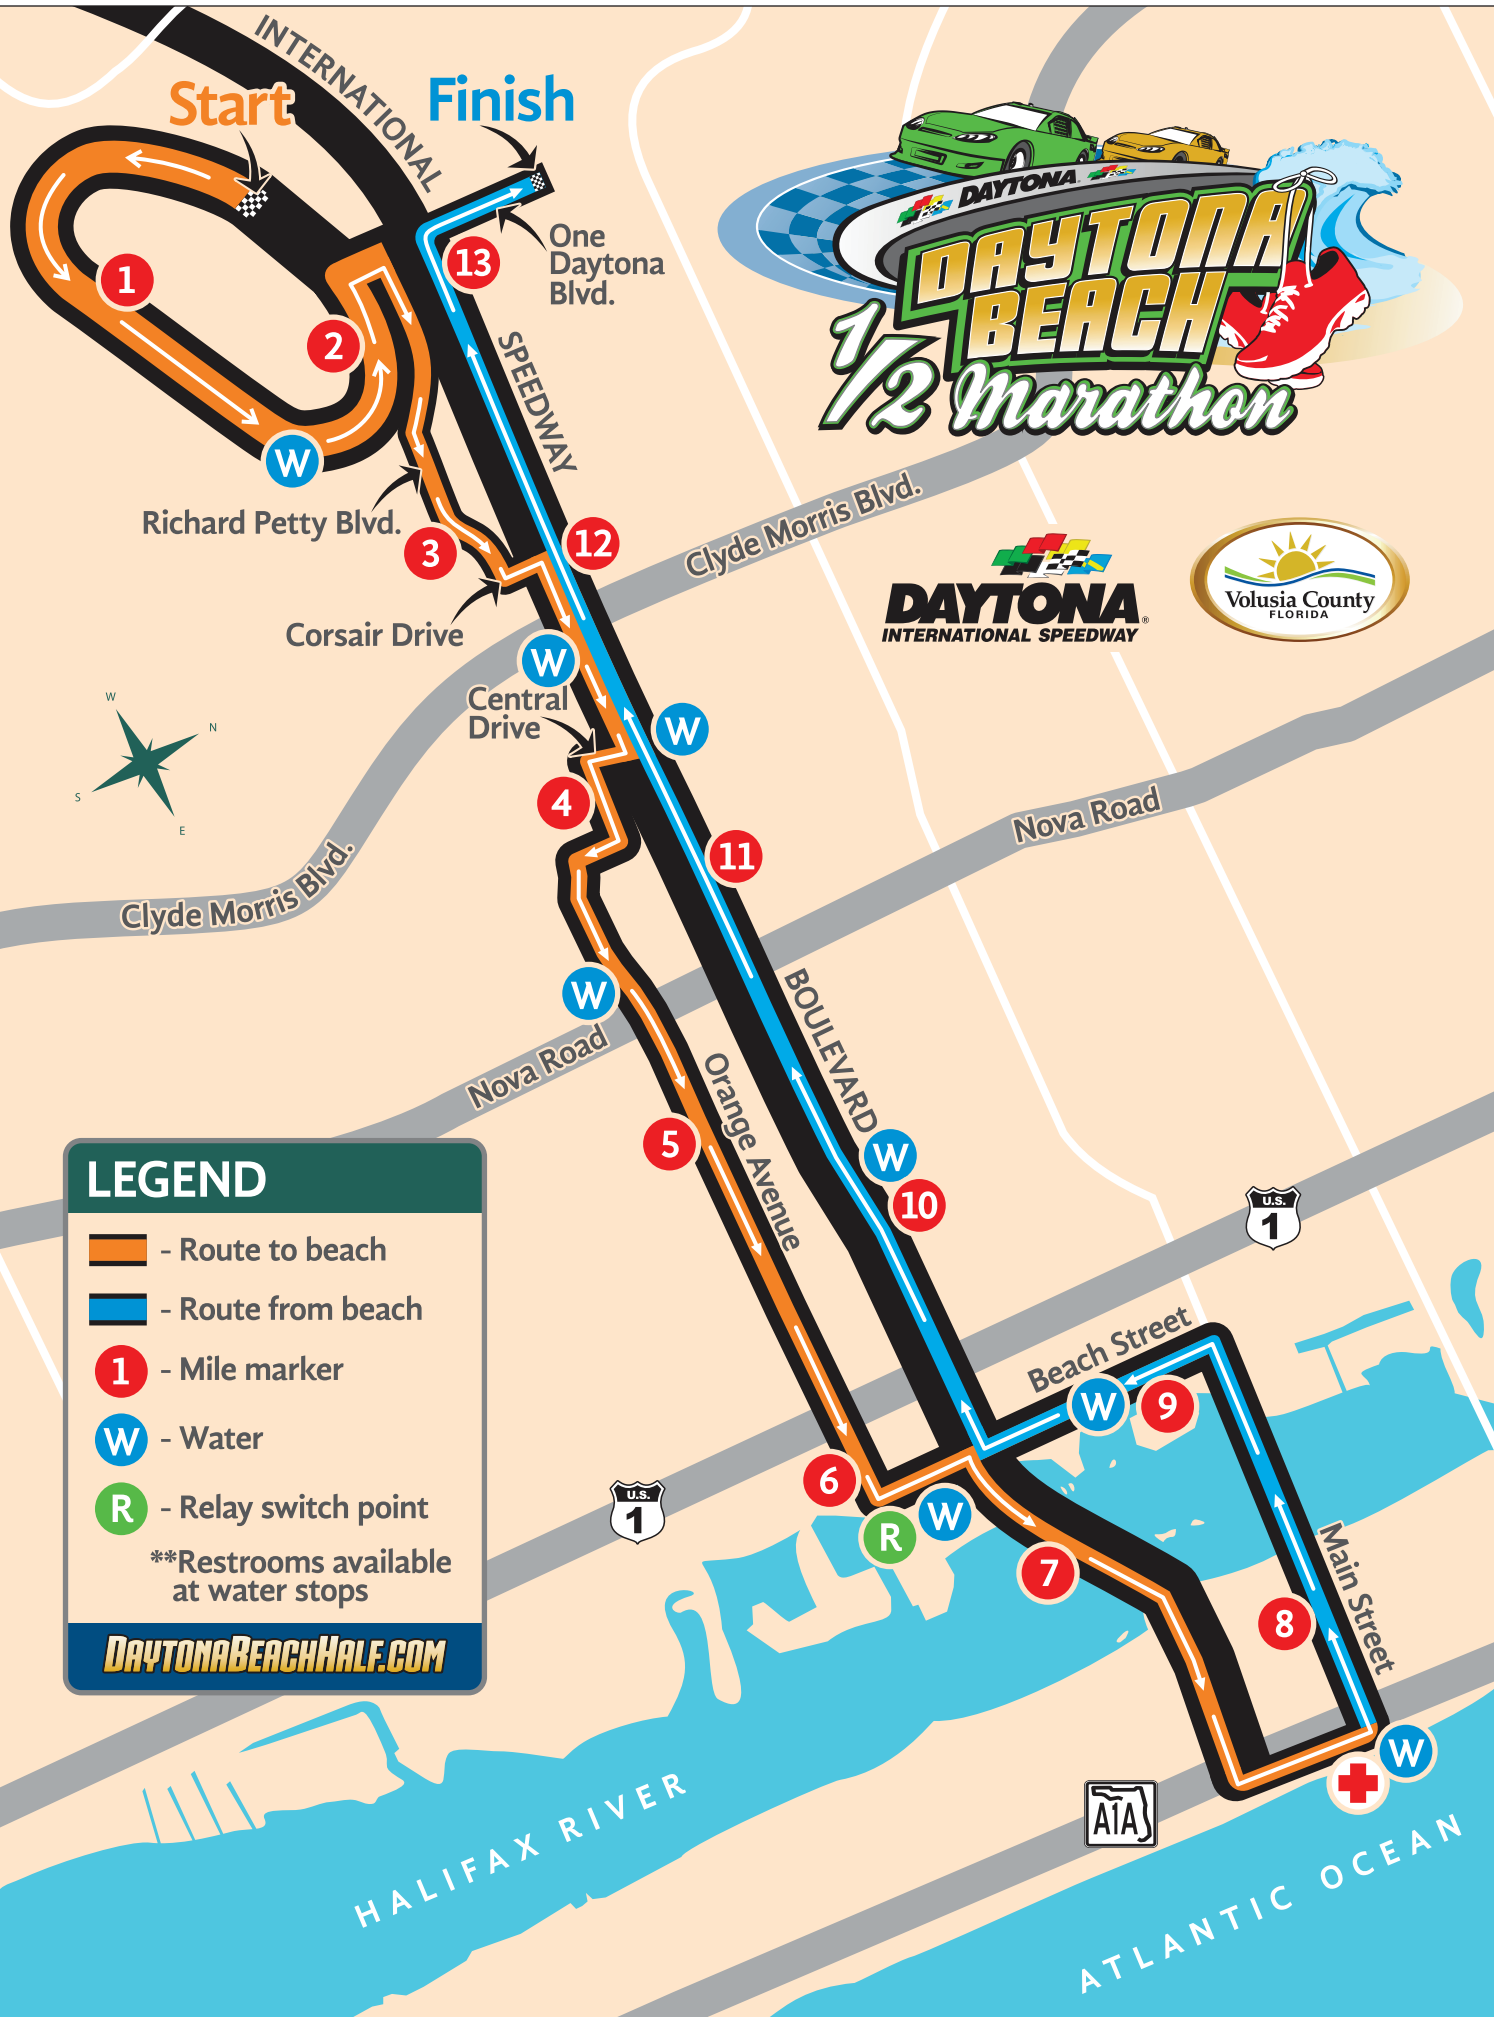 INTERNATIONAL
Start
Finish
DAYTONA
DAYTONA
BEACH
1/2 Marathon
One
Daytona
Blvd.
13
1
2
SPEEDWAY
W
Richard Petty Blvd.
3
12
Clyde Morris Blvd.
DAYTONA®
INTERNATIONAL SPEEDWAY
Volusia County
FLORIDA
Corsair Drive
W
Central
Drive
W
W
N
S
E
4
11
Nova Road
Clyde Morris Blvd.
W
Nova Road
BOULEVARD
Orange Avenue
5
W
10
U.S.
1
Beach Street
W
9
6
R
W
U.S.
1
7
8
Main Street
W
A1A
HALIFAX RIVER
ATLANTIC OCEAN
LEGEND
- Route to beach
- Route from beach
1 - Mile marker
W - Water
R - Relay switch point
**Restrooms available
at water stops
DAYTONABEACHHALF.COM